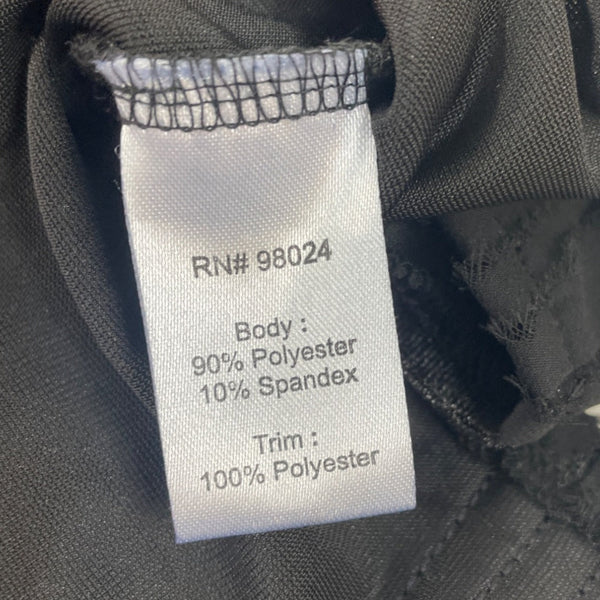 RN# 98024
Body :
90% Polyester
10% Spandex
Trim :
100% Polyester